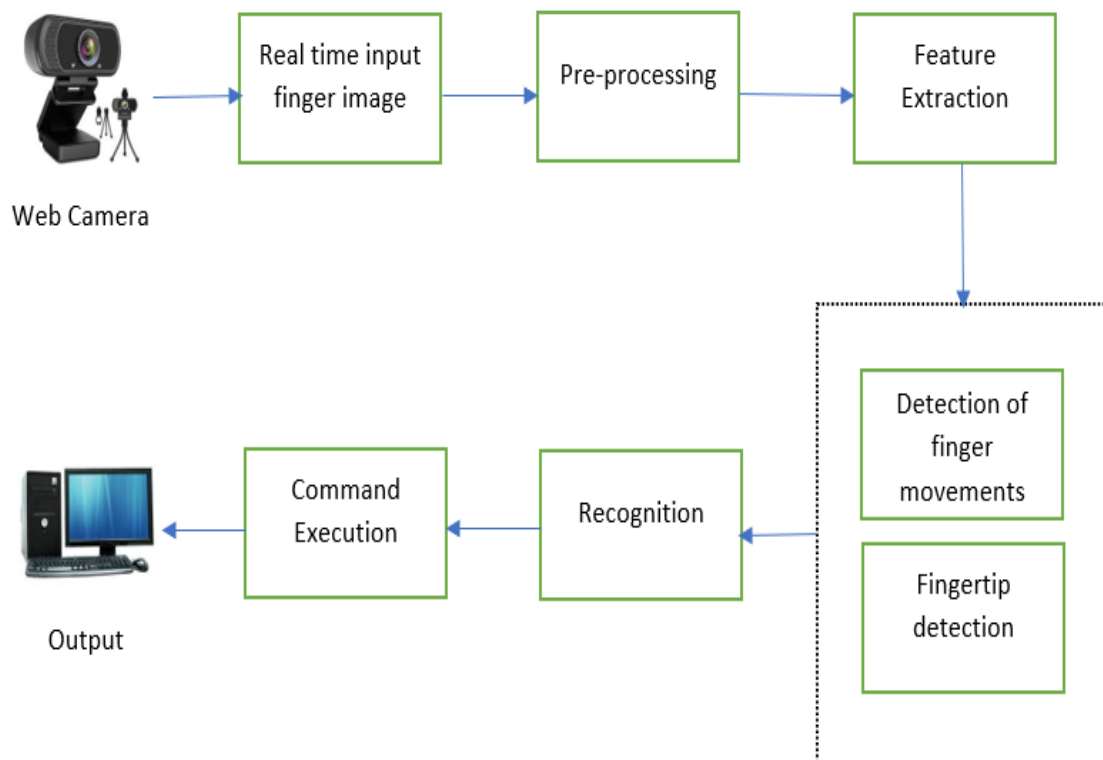 Real time input
finger image
Pre-processing
Feature
Extraction
Web Camera
Detection of
finger
movements
Fingertip
detection
Recognition
Command
Execution
Output